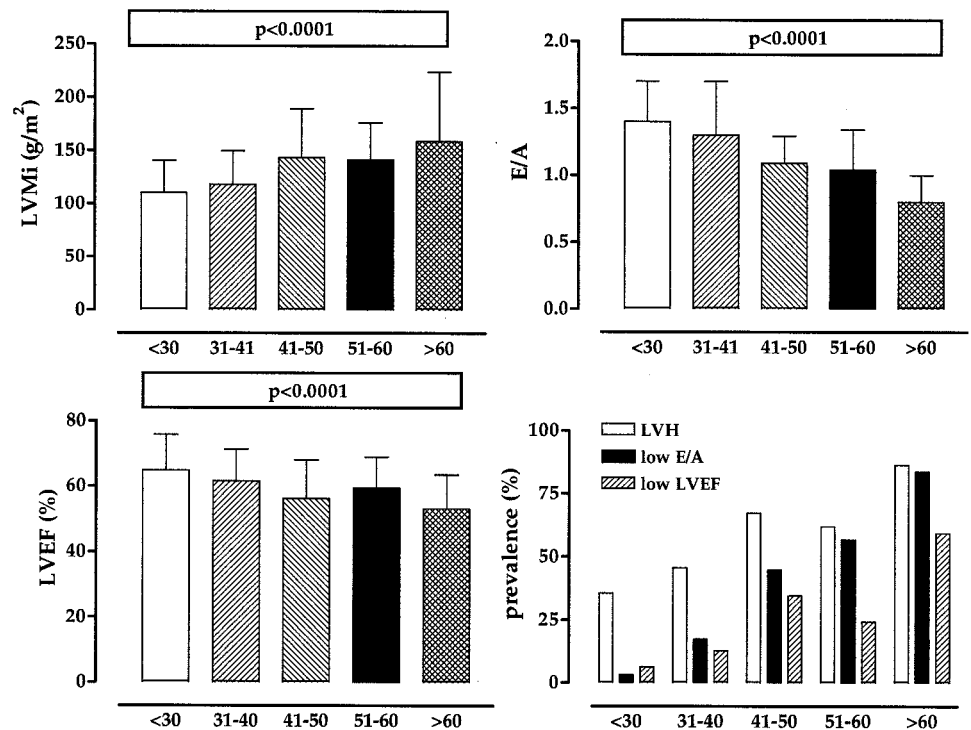 p<0.0001
LVMi (g/m²)
250
200
150
100
50
0
<30 31-41 41-50 51-60 >60
p<0.0001
E/A
2.0
1.5
1.0
0.5
0.0
<30 31-41 41-50 51-60 >60
p<0.0001
LVEF (%)
80
60
40
20
0
<30 31-40 41-50 51-60 >60
prevalence (%)
100
75
50
25
0
LVH
low E/A
low LVEF
<30 31-40 41-50 51-60 >60